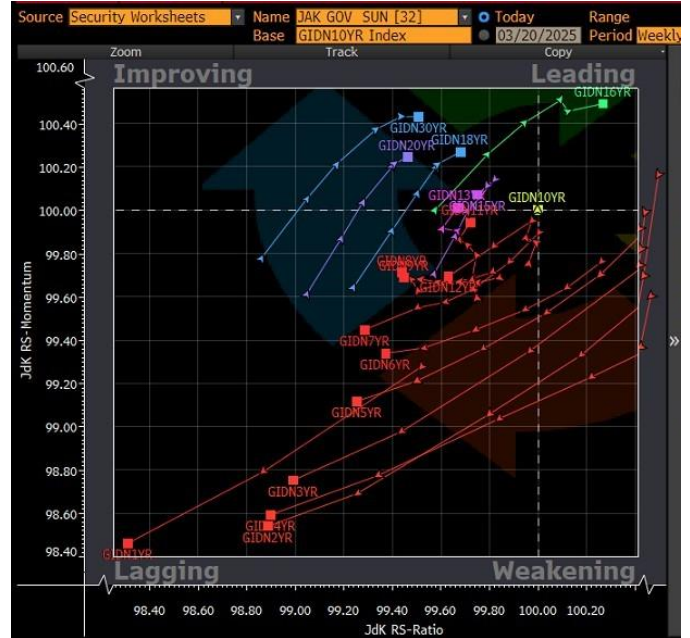 Source Security Worksheets Name JAK GOV SUN [32] Today Range
Base GIDN10YR Index 03/20/2025 Period Weekly
Zoom Track Copy
Improving Leading
100.60
GIDN16YR
100.40
GIDN30YR
GIDN18YR
GIDN20YR
100.20
GIDN10YR
GIDN15YR
100.00
99.80
GIDN12YR
99.60
GIDN7YR
99.40
GIDN6YR
99.20
GIDN5YR
99.00
98.80
GIDN3YR
98.60
GIDN2YR
98.40
GIDN1YR
Lagging Weakening
JdK RS-Momentum
»
98.40 98.60 99.00 99.20 99.40 99.60 99.80 100.00 100.20
JdK RS-Ratio